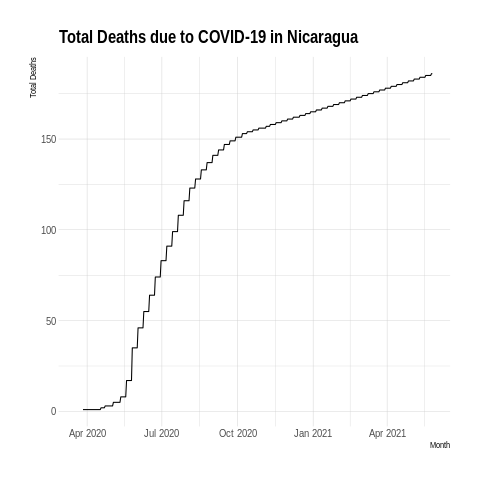 Total Deaths due to COVID-19 in Nicaragua
Total Deaths
150
100
50
0
Apr 2020 Jul 2020 Oct 2020 Jan 2021 Apr 2021
Month